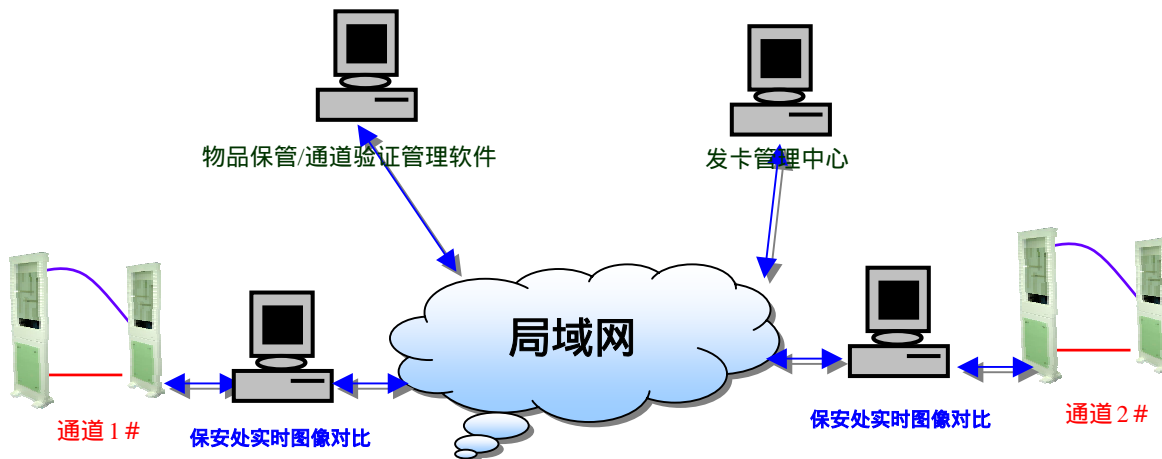 物品保管/通道验证管理软件
发卡管理中心
局域网
通道1#
保安处实时图像对比
保安处实时图像对比
通道2#